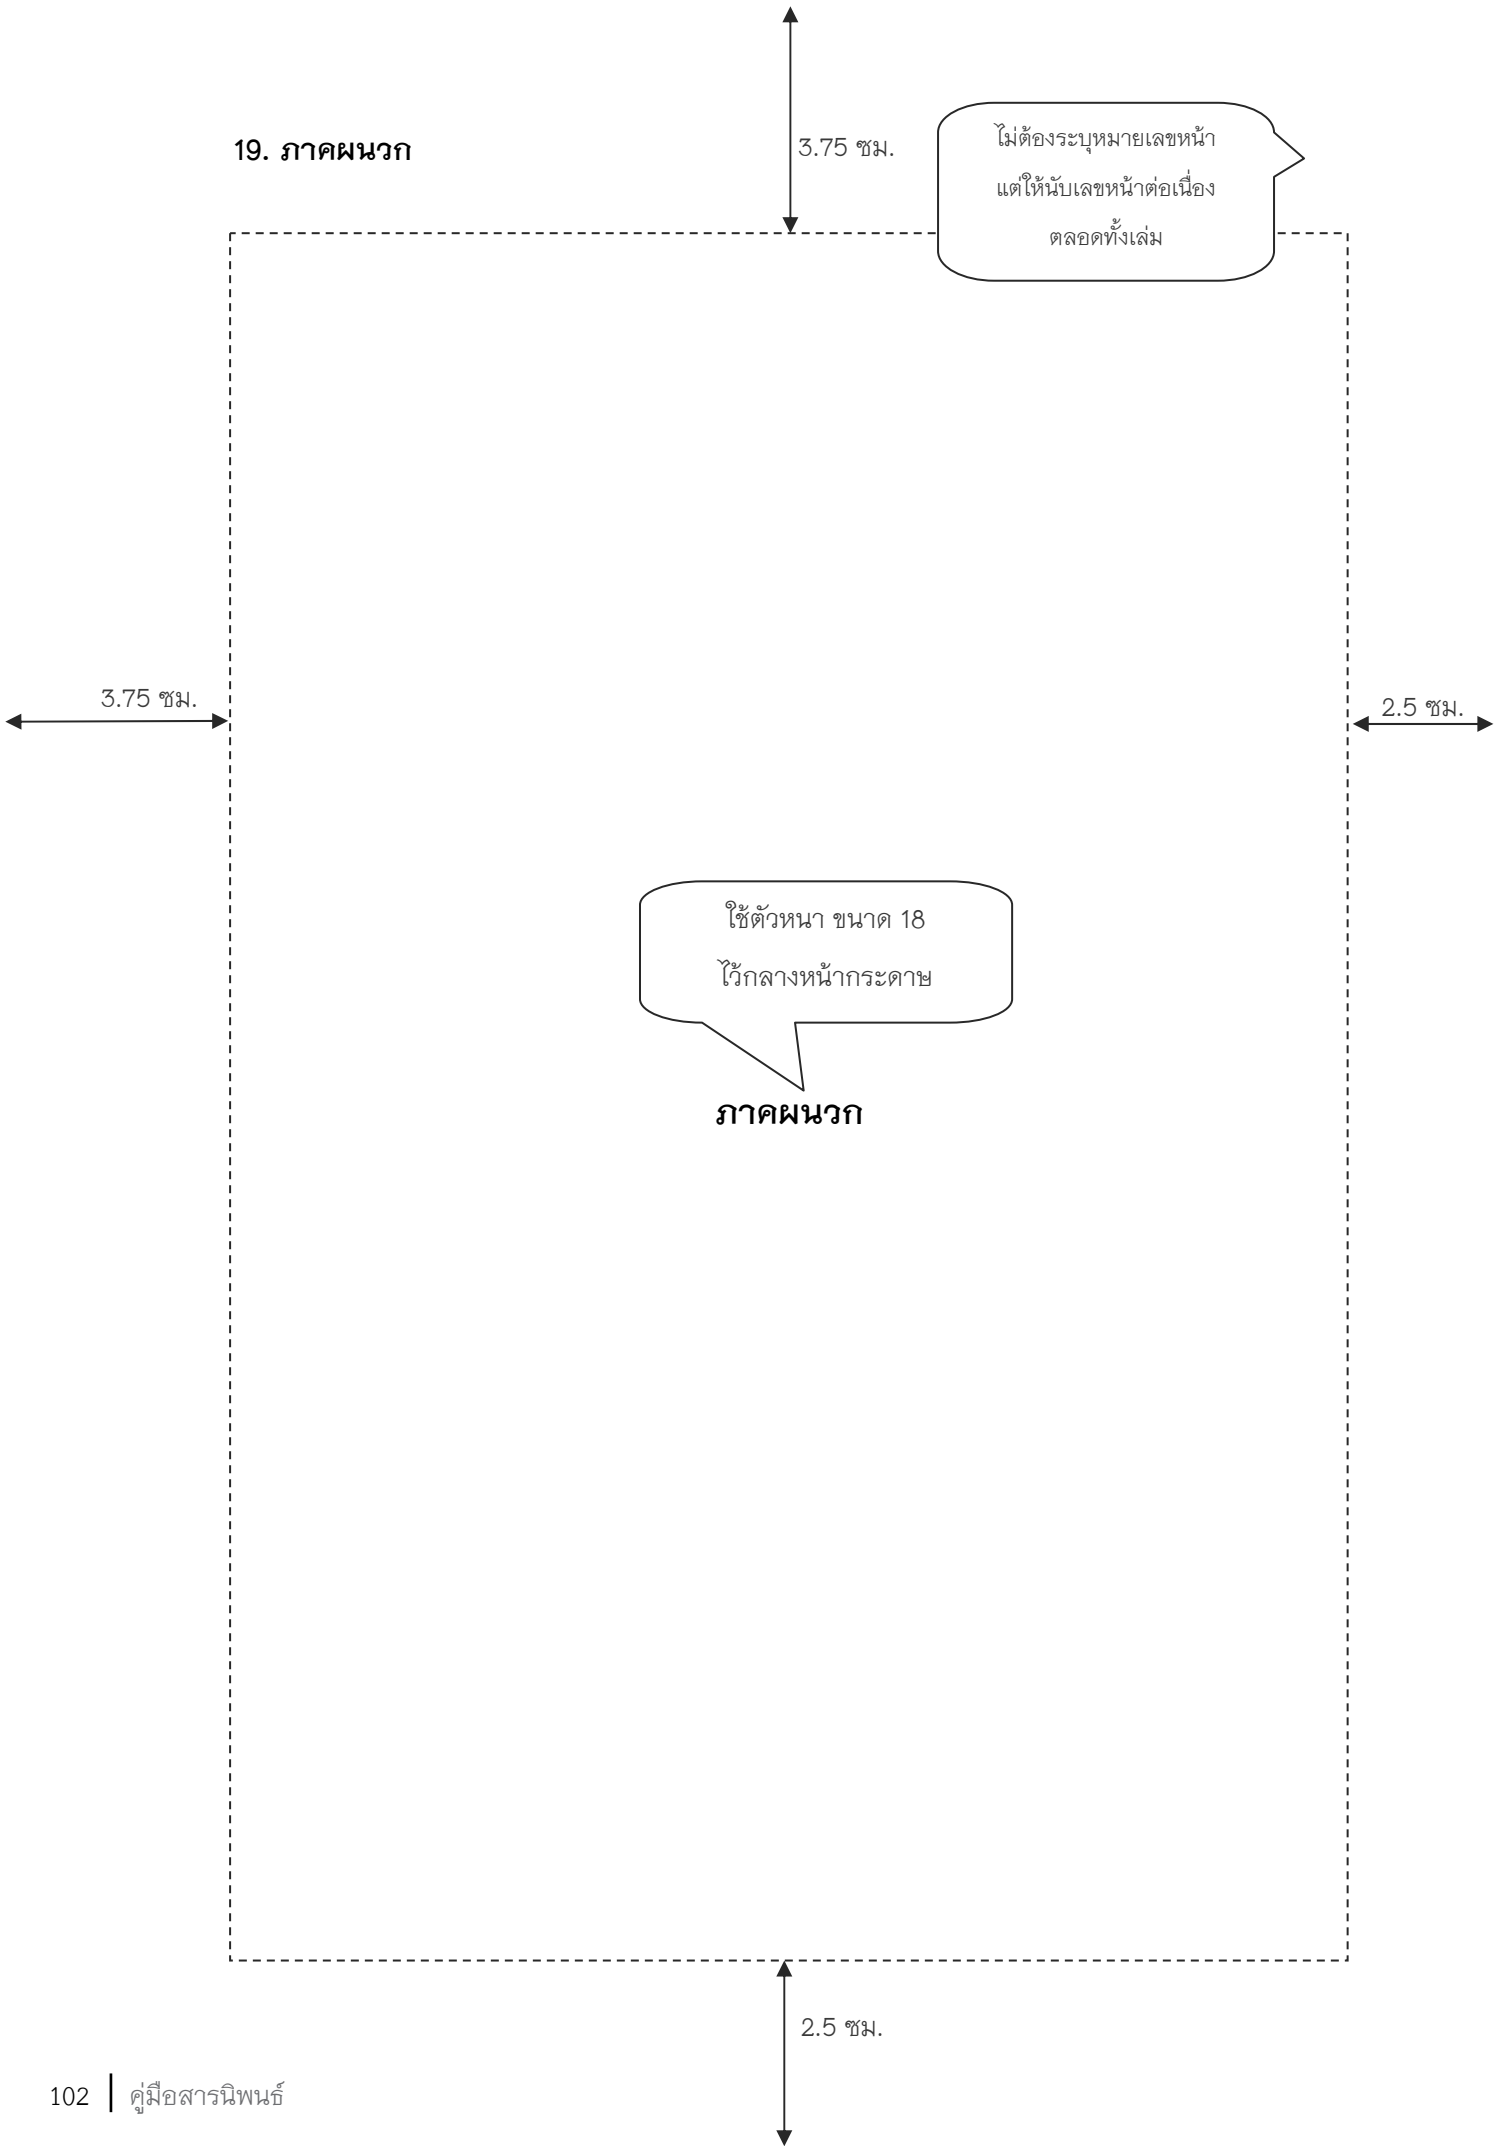 19. ภาคผนวก
3.75 ซม.
ไม่ต้องระบุหมายเลขหน้า
แต่ให้นับเลขหน้าต่อเนื่อง
ตลอดทั้งเล่ม
3.75 ซม.
2.5 ซม.
ใช้ตัวหนา ขนาด 18
ไว้กลางหน้ากระดาษ
ภาคผนวก
2.5 ซม.
102 | คู่มือสารนิพนธ์